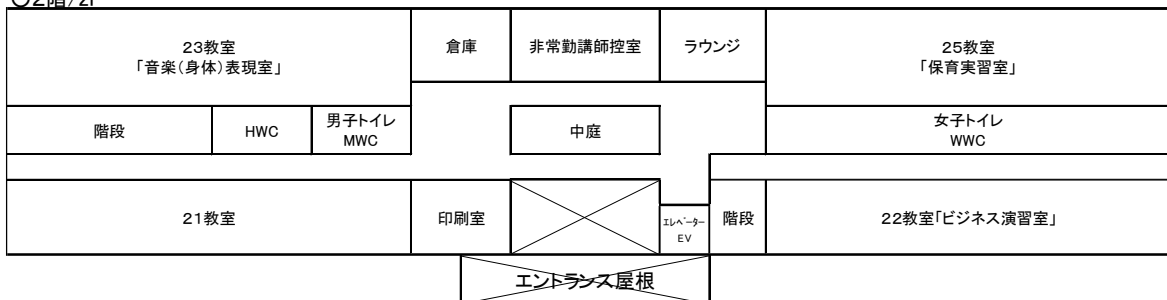 〇2階/2F
23教室
「音楽(身体)表現室」
倉庫
非常勤講師控室
ラウンジ
25教室
「保育実習室」
階段
HWC
男子トイレ
MWC
中庭
女子トイレ
WWC
21教室
印刷室
エレベーター
EV
階段
22教室「ビジネス演習室」
エントランス屋根